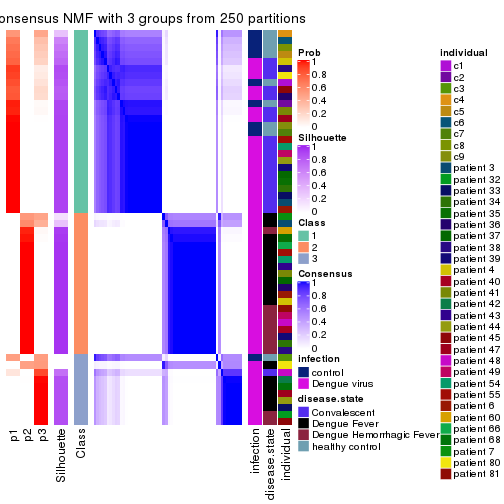 onsensus NMF with 3 groups from 250 partitions
Prob
1
0.8
0.6
0.4
0.2
0
Silhouette
1
0.8
0.6
0.4
0.2
0
Class
1
2
3
Consensus
1
0.8
0.6
0.4
0.2
0
infection
control
Dengue virus
disease.state
Convalescent
Dengue Fever
Dengue Hemorrhagic Fever
healthy control
individual
c1
c2
c3
c4
c5
c6
c7
c8
c9
patient 3
patient 32
patient 33
patient 34
patient 35
patient 36
patient 37
patient 38
patient 39
patient 4
patient 40
patient 41
patient 42
patient 43
patient 44
patient 45
patient 47
patient 48
patient 49
patient 54
patient 55
patient 6
patient 60
patient 66
patient 68
patient 7
patient 80
patient 81
p1
p2
p3
Silhouette
Class
infection
disease.state
individual